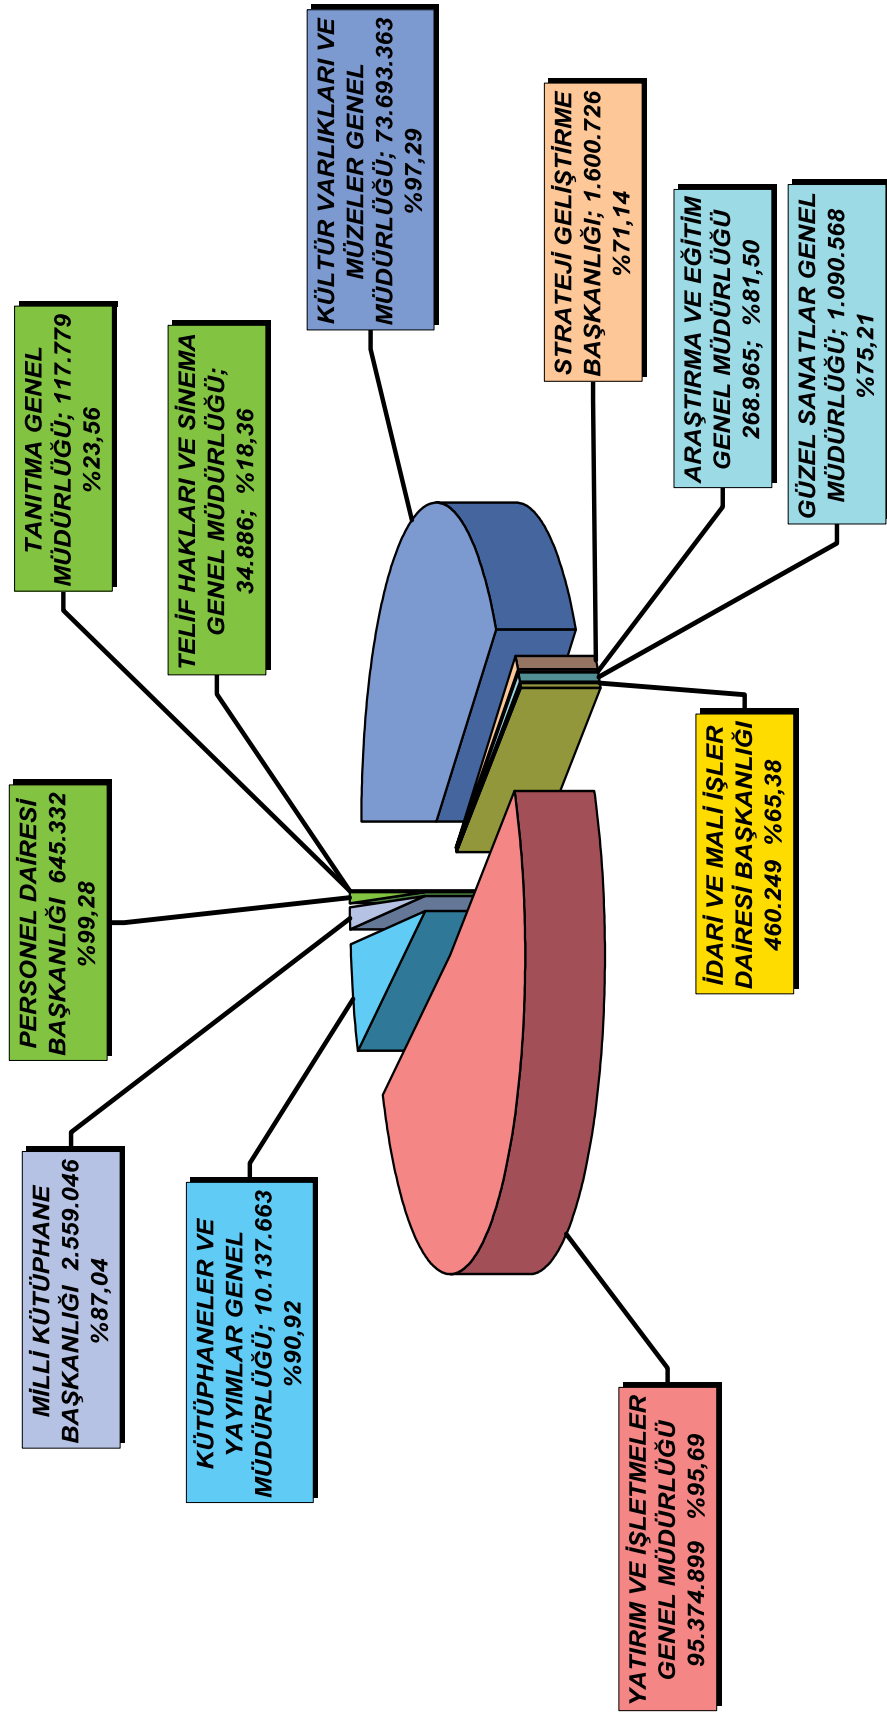 MİLLİ KÜTÜPHANE
BAŞKANLIĞI 2.559.046
%87,04
PERSONEL DAİRESİ
BAŞKANLIĞI 645.332
%99,28
TANITMA GENEL
MÜDÜRLÜĞÜ; 117.779
%23,56
TELİF HAKLARI VE SİNEMA
GENEL MÜDÜRLÜĞÜ;
34.886; %18,36
KÜLTÜR VARLIKLARI VE
MÜZELER GENEL
MÜDÜRLÜĞÜ; 73.693.363
%97,29
KÜTÜPHANELER VE
YAYIMLAR GENEL
MÜDÜRLÜĞÜ; 10.137.663
%90,92
STRATEJİ GELİŞTİRME
BAŞKANLIĞI; 1.600.726
%71,14
ARAŞTIRMA VE EĞİTİM
GENEL MÜDÜRLÜĞÜ
268.965; %81,50
GÜZEL SANATLAR GENEL
MÜDÜRLÜĞÜ; 1.090.568
%75,21
İDARİ VE MALİ İŞLER
DAİRESİ BAŞKANLIĞI
460.249 %65,38
YATIRIM VE İŞLETMELER
GENEL MÜDÜRLÜĞÜ
95.374.899 %95,69